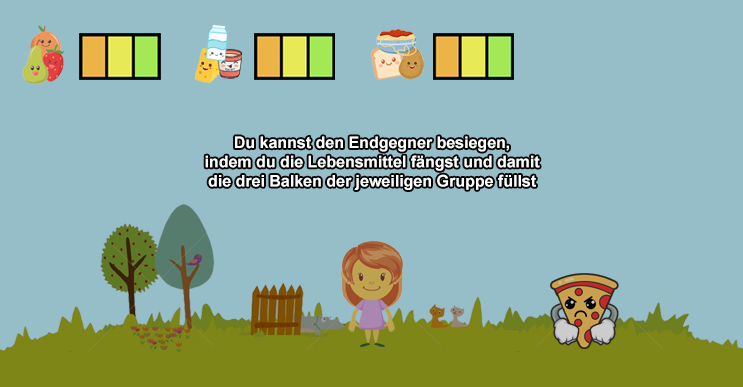 Du kannst den Endgegner besiegen,
indem du die Lebensmittel fängst und damit
die drei Balken der jeweiligen Gruppe füllst